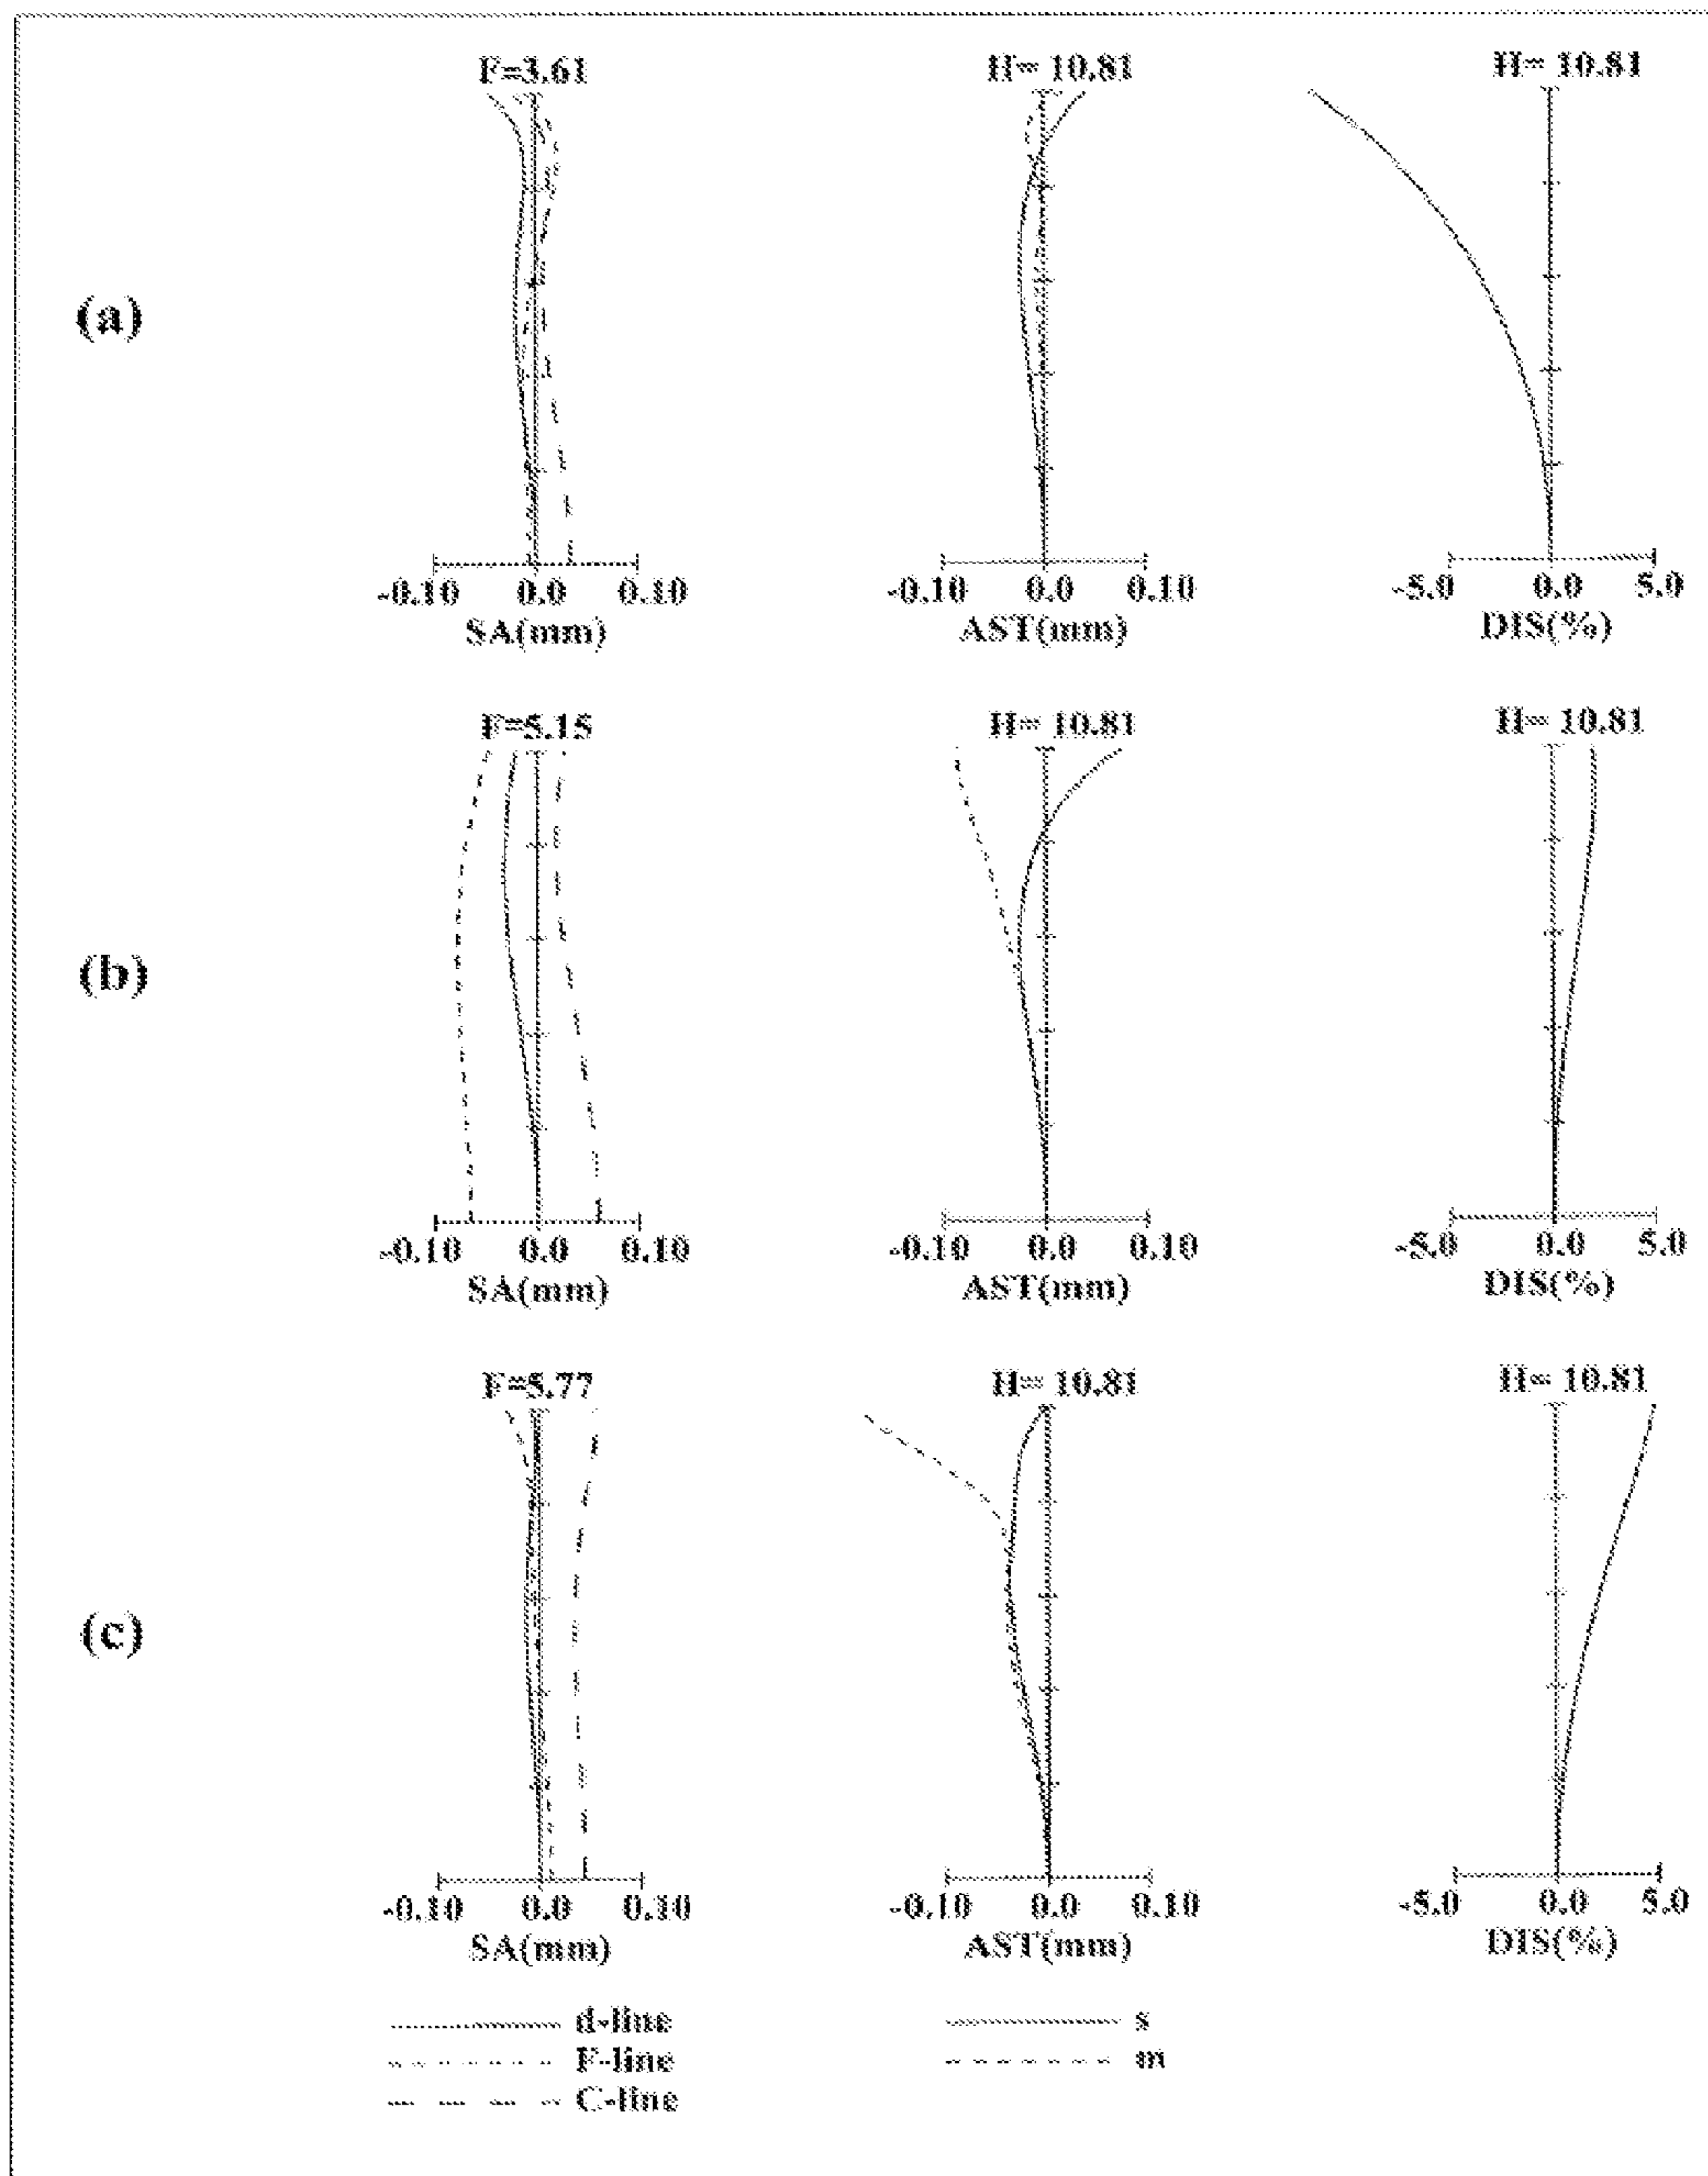 F=3.61 H= 10.81 H= 10.81
(a)
-0.10 0.0 0.10 -0.10 0.0 0.10 -5.0 0.0 5.0
SA(mm) AST(mm) DIS(%)
F=5.15 H= 10.81 H= 10.81
(b)
-0.10 0.0 0.10 -0.10 0.0 0.10 -5.0 0.0 5.0
SA(mm) AST(mm) DIS(%)
F=5.77 H= 10.81 H= 10.81
(c)
-0.10 0.0 0.10 -0.10 0.0 0.10 -5.0 0.0 5.0
SA(mm) AST(mm) DIS(%)
d-line s
F-line m
C-line